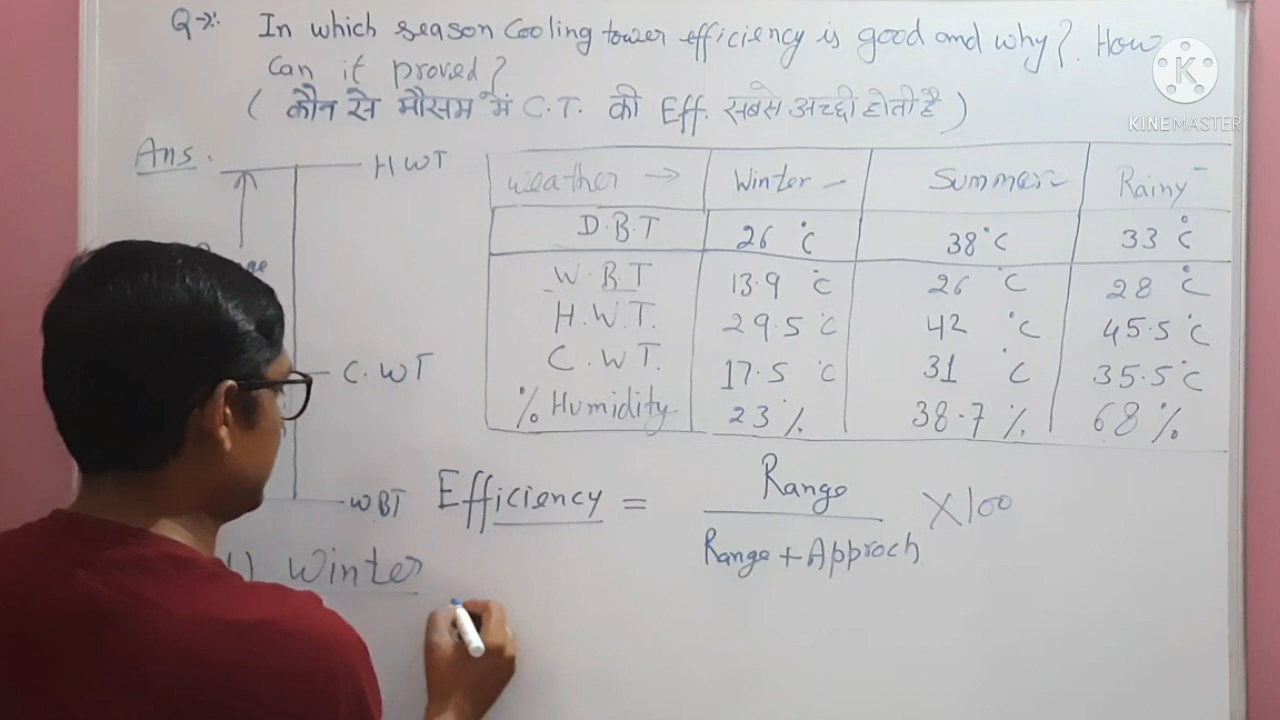 Q→:- In which season Cooling tower efficiency is good and why? How
Can it proved?
( कौन से मौसम में C.T. की Eff. सबसे अच्छी होती है )
KINEMASTER
Ans.
HWT
C.WT
WBT
Weather → Winter - Summer - Rainy -
D.B.T 26 °C 38°C 33 °C
W.B.T 13.9 °C 26 °C 28 °C
H.W.T. 29.5 °C 42 °C 45.5 °C
C.W.T. 17.5 °C 31 °C 35.5 °C
% Humidity 23 % 38.7 % 68 %
Efficiency = Range / Range + Approch × 100
1) Winter